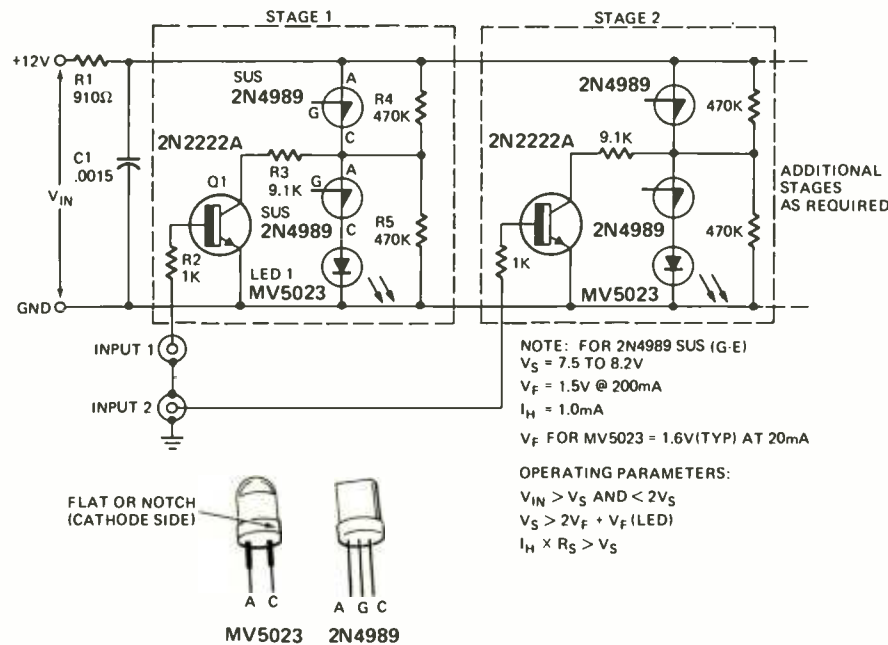 STAGE 1
STAGE 2
+12V
R1
910Ω
C1
.0015
V_IN
GND
SUS
2N4989
A
G
C
R4
470K
2N2222A
Q1
R3
9.1K
A
G
C
SUS
2N4989
R5
470K
R2
1K
LED 1
MV5023
2N4989
470K
2N2222A
9.1K
2N4989
470K
1K
MV5023
ADDITIONAL
STAGES
AS REQUIRED
INPUT 1
INPUT 2
NOTE: FOR 2N4989 SUS (G-E)
V_S = 7.5 TO 8.2V
V_F = 1.5V @ 200mA
I_H = 1.0mA
V_F FOR MV5023 = 1.6V(TYP) AT 20mA
OPERATING PARAMETERS:
V_IN > V_S AND < 2V_S
V_S > 2V_F + V_F (LED)
I_H X R_S > V_S
FLAT OR NOTCH
(CATHODE SIDE)
A C
A G C
MV5023
2N4989